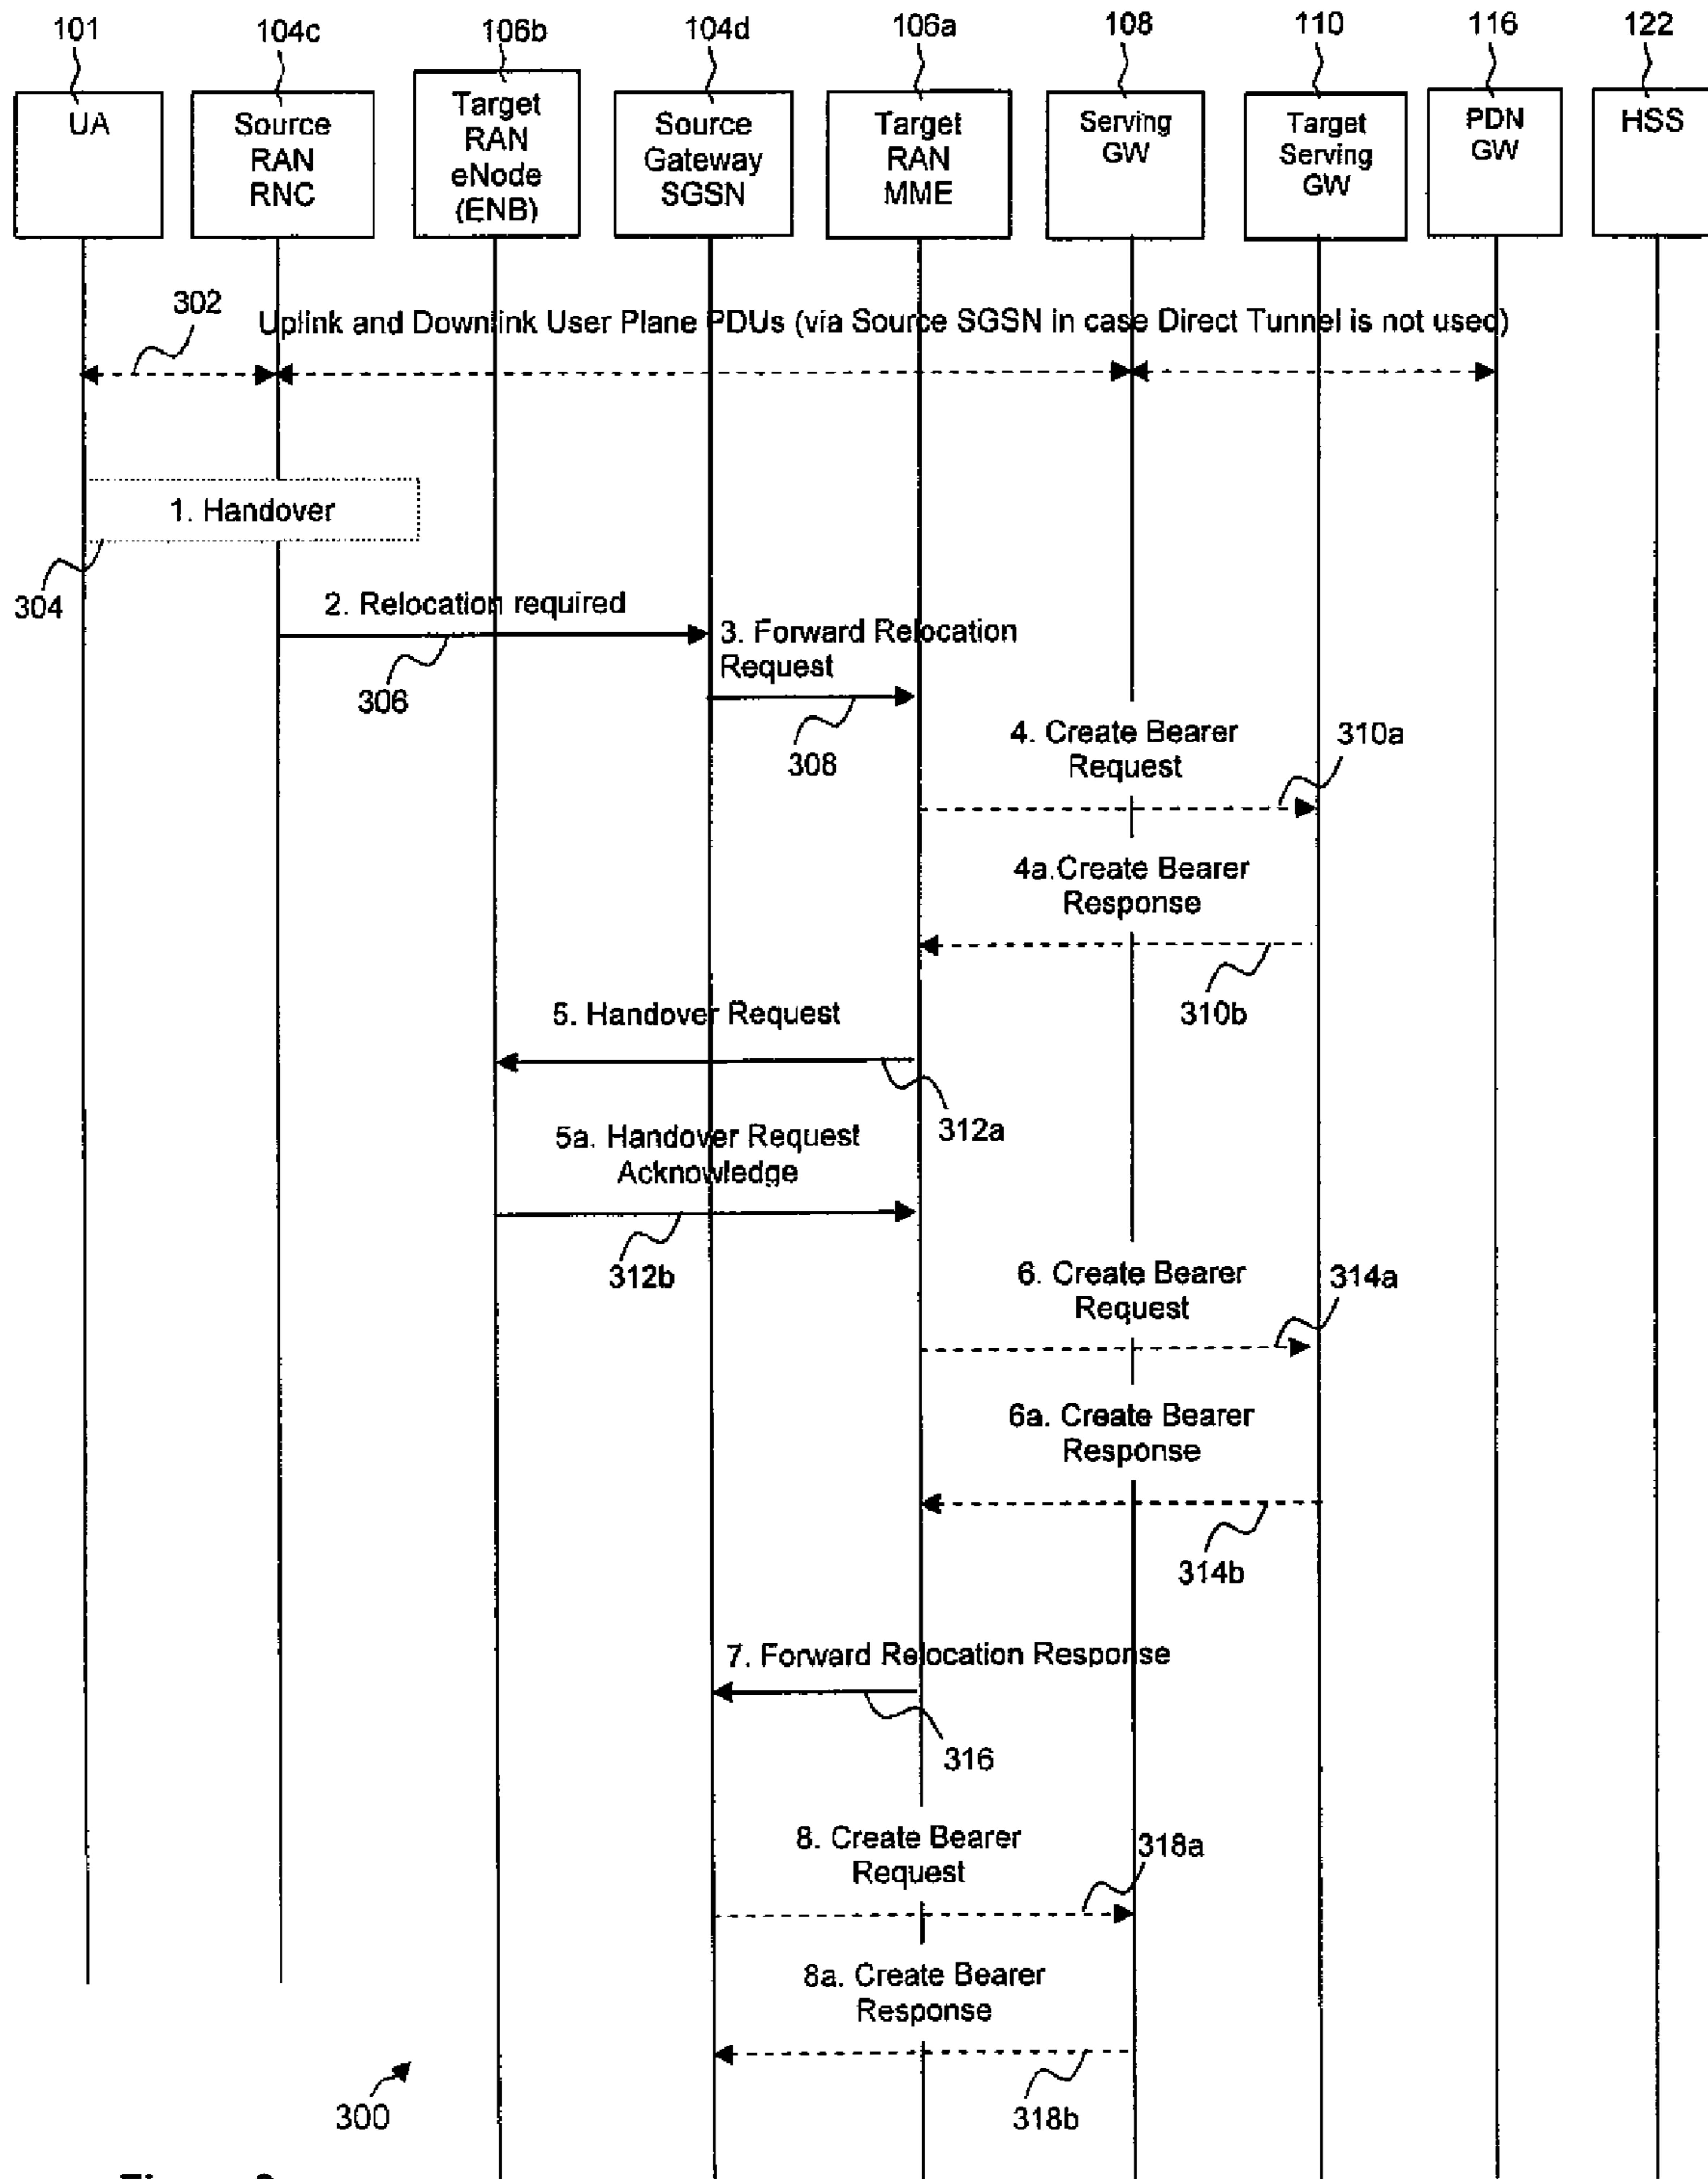 101
104c
106b
104d
106a
108
110
116
122
UA
Source
RAN
RNC
Target
RAN
eNode
(ENB)
Source
Gateway
SGSN
Target
RAN
MME
Serving
GW
Target
Serving
GW
PDN
GW
HSS
302
Uplink and Downlink User Plane PDUs (via Source SGSN in case Direct Tunnel is not used)
1. Handover
304
2. Relocation required
306
3. Forward Relocation
Request
308
4. Create Bearer
Request
310a
4a.Create Bearer
Response
310b
5. Handover Request
312a
5a. Handover Request
Acknowledge
312b
6. Create Bearer
Request
314a
6a. Create Bearer
Response
314b
7. Forward Relocation Response
316
8. Create Bearer
Request
318a
8a. Create Bearer
Response
318b
300